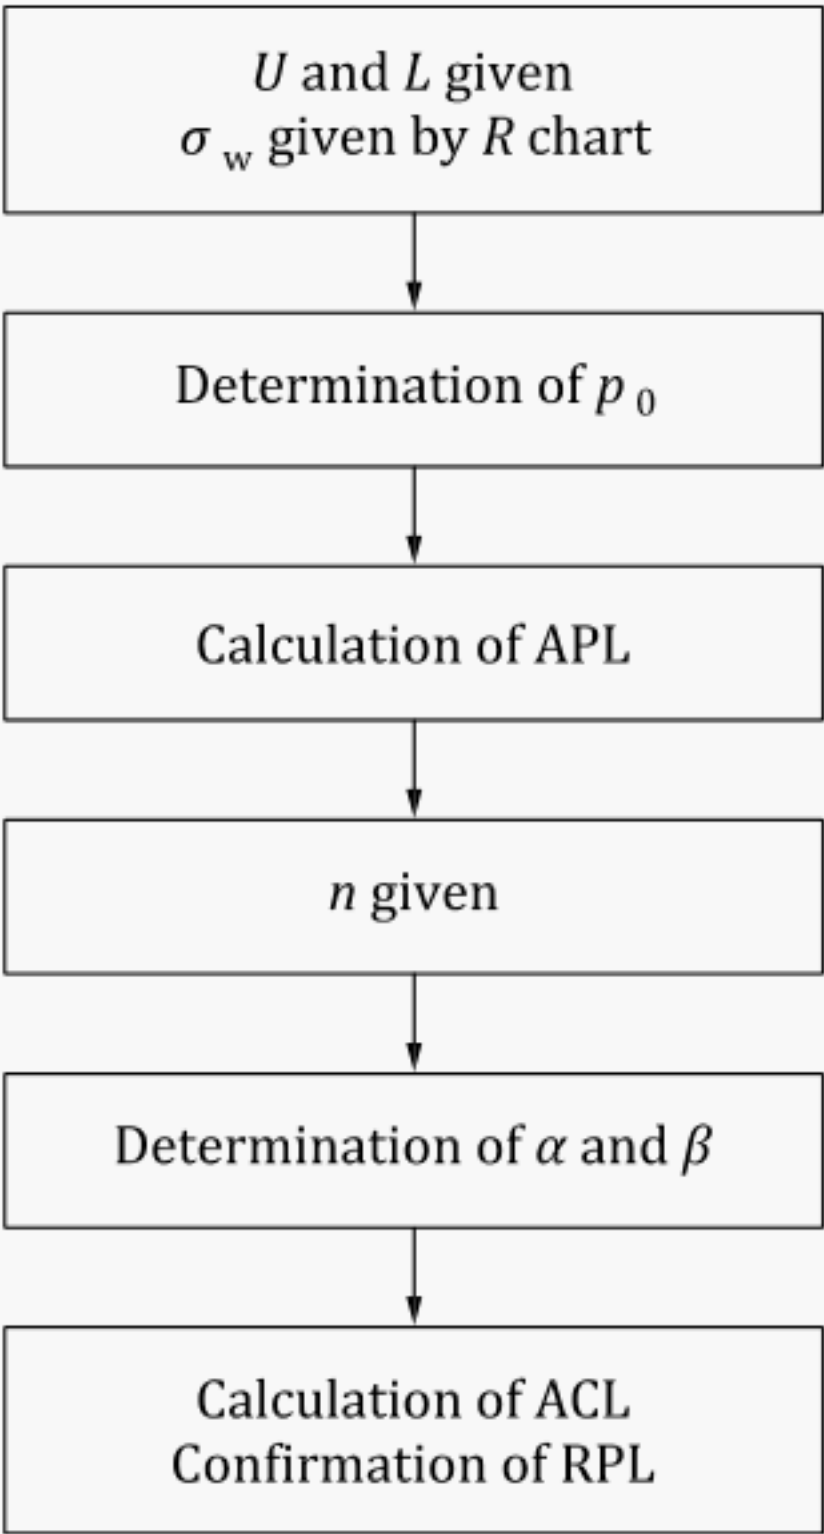 U and L given
σ w given by R chart
Determination of p 0
Calculation of APL
n given
Determination of α and β
Calculation of ACL
Confirmation of RPL